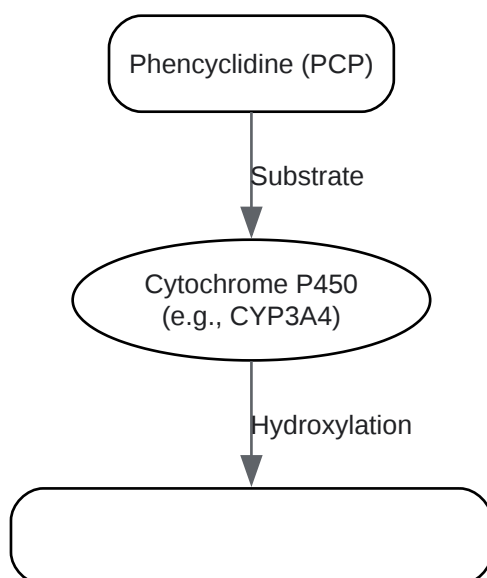 Phencyclidine (PCP)
Substrate
Cytochrome P450
(e.g., CYP3A4)
Hydroxylation